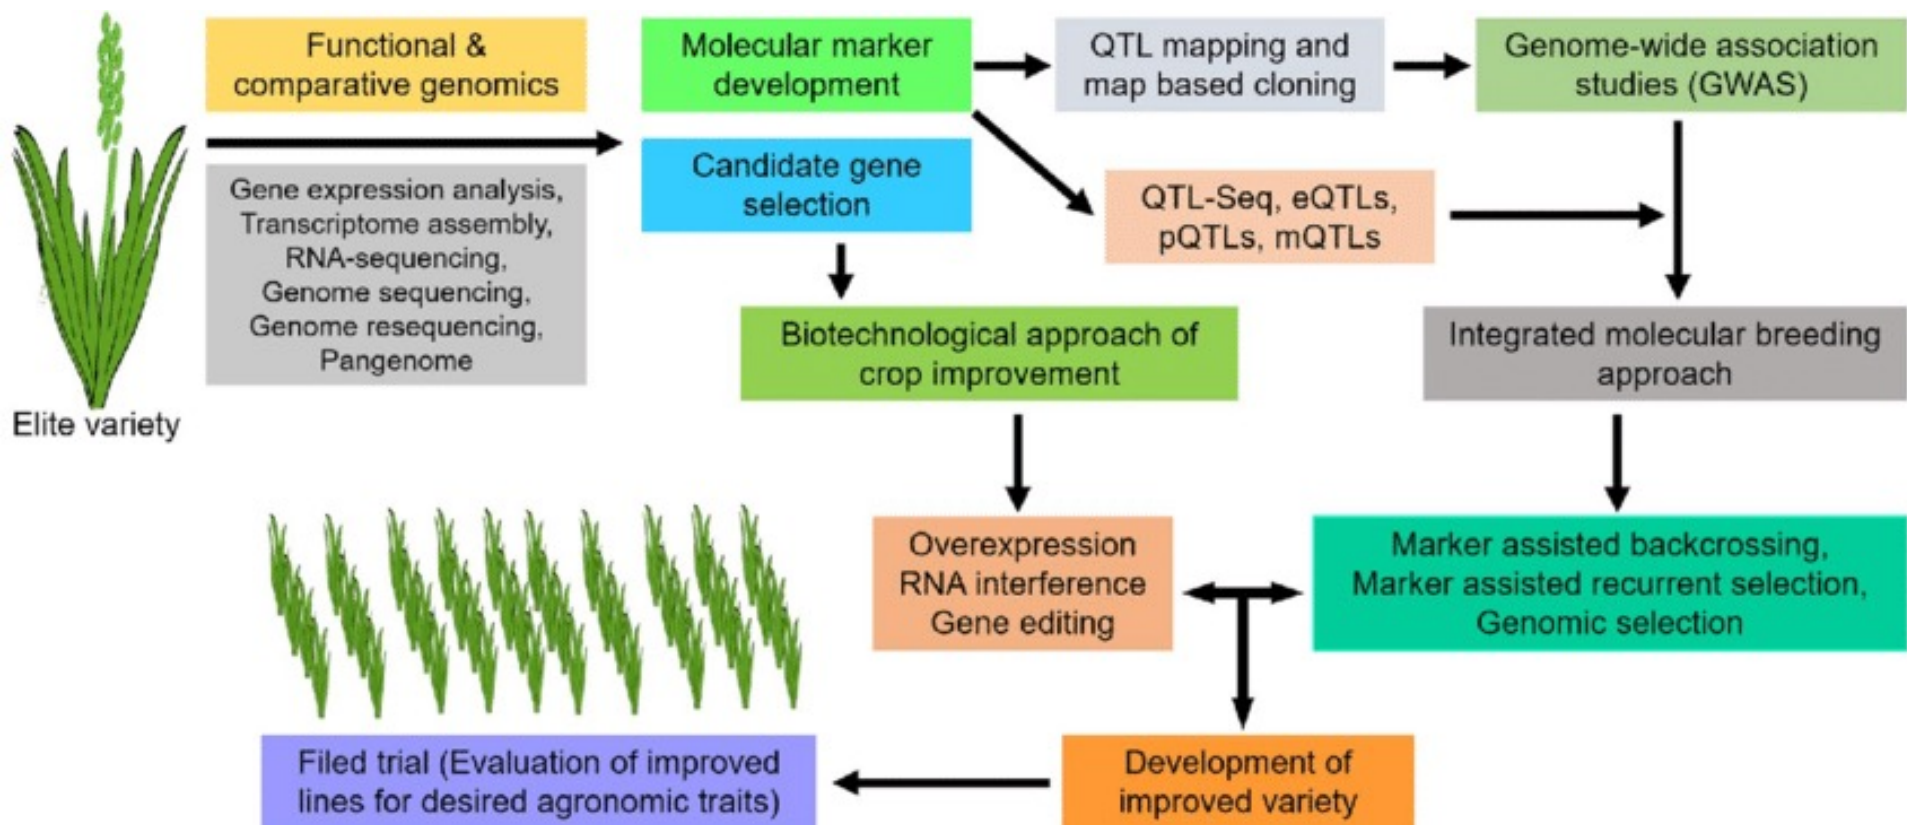 Functional &
comparative genomics
Molecular marker
development
QTL mapping and
map based cloning
Genome-wide association
studies (GWAS)
Gene expression analysis,
Transcriptome assembly,
RNA-sequencing,
Genome sequencing,
Genome resequencing,
Pangenome
Elite variety
Candidate gene
selection
QTL-Seq, eQTLs,
pQTLs, mQTLs
Biotechnological approach of
crop improvement
Integrated molecular breeding
approach
Overexpression
RNA interference
Gene editing
Marker assisted backcrossing,
Marker assisted recurrent selection,
Genomic selection
Development of
improved variety
Filed trial (Evaluation of improved
lines for desired agronomic traits)